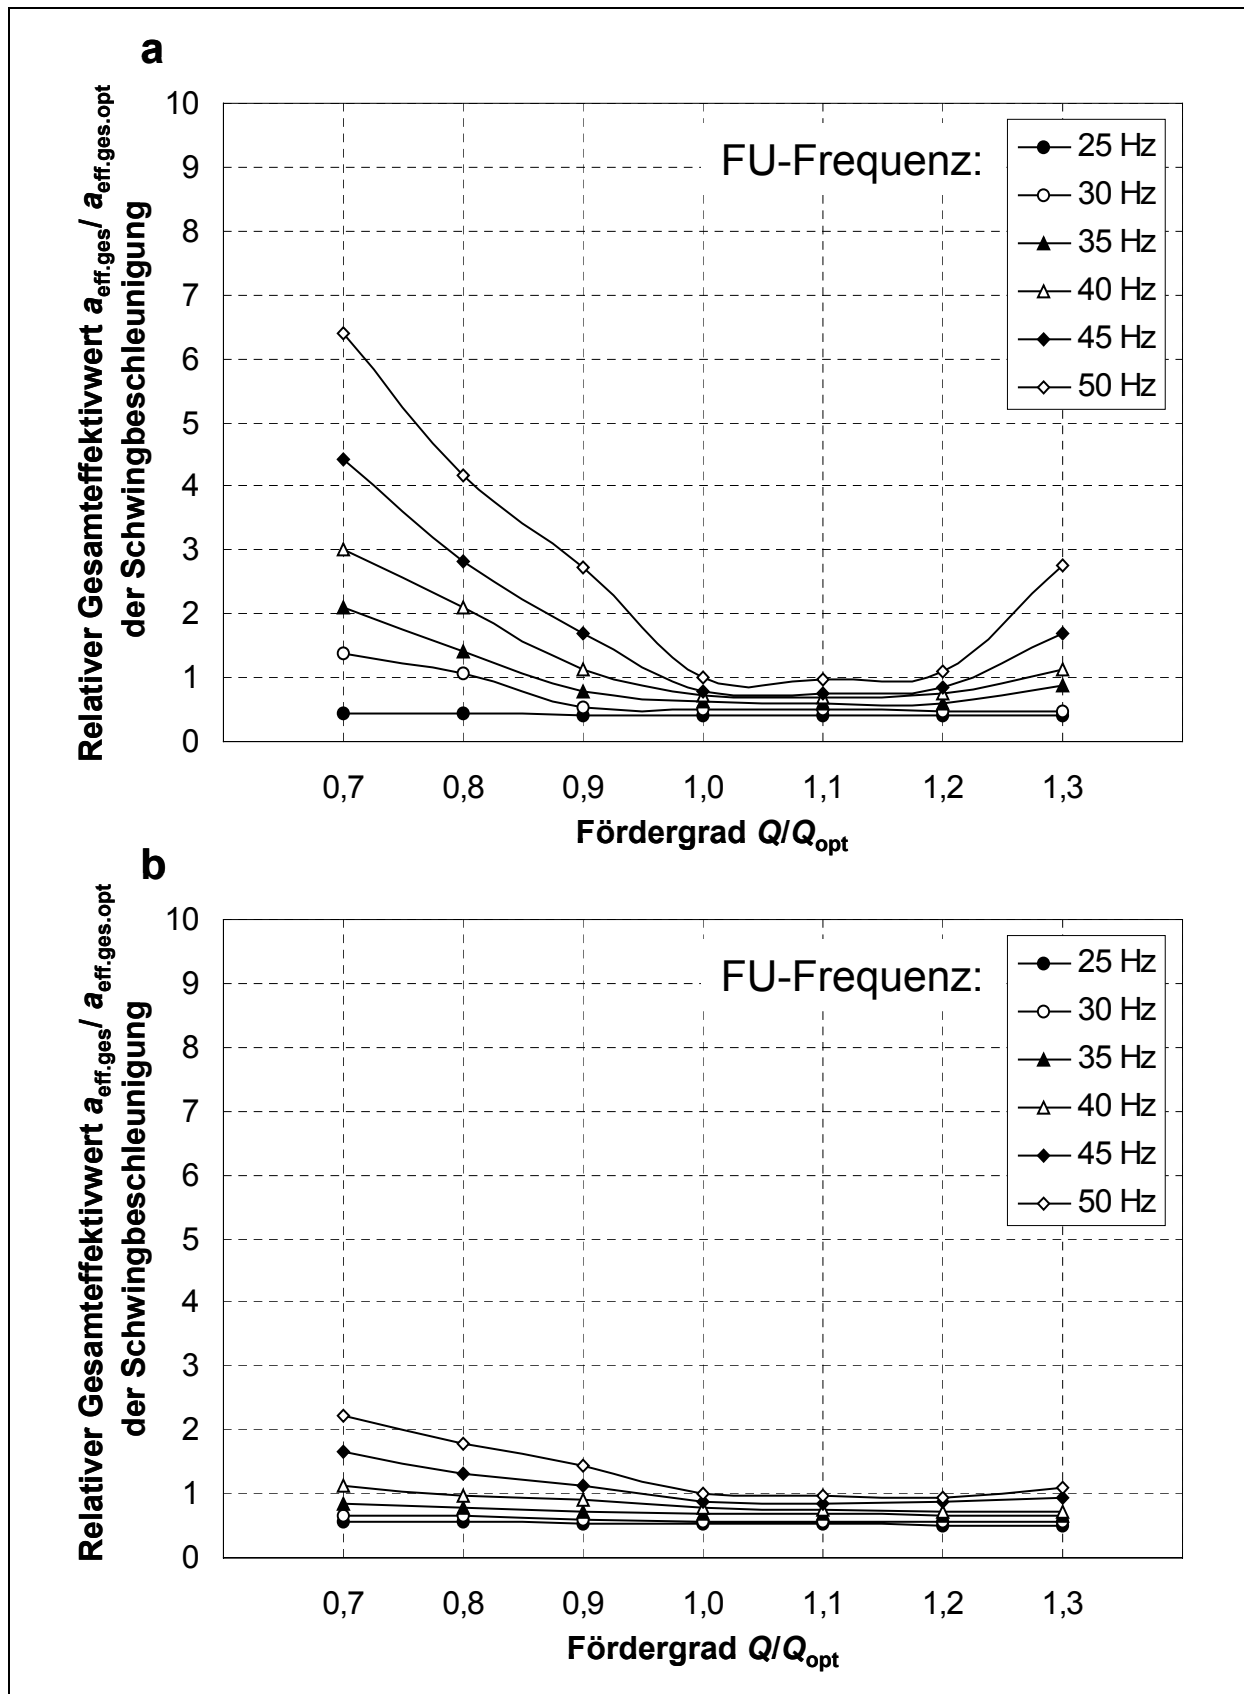 a
Relativer Gesamteffektivwert a eff.ges/ a eff.ges.opt
der Schwingbeschleunigung
10
9
8
7
6
5
4
3
2
1
0
FU-Frequenz:
25 Hz
30 Hz
35 Hz
40 Hz
45 Hz
50 Hz
0,7 0,8 0,9 1,0 1,1 1,2 1,3
Fördergrad Q/Qopt
b
Relativer Gesamteffektivwert a eff.ges/ a eff.ges.opt
der Schwingbeschleunigung
10
9
8
7
6
5
4
3
2
1
0
FU-Frequenz:
25 Hz
30 Hz
35 Hz
40 Hz
45 Hz
50 Hz
0,7 0,8 0,9 1,0 1,1 1,2 1,3
Fördergrad Q/Qopt